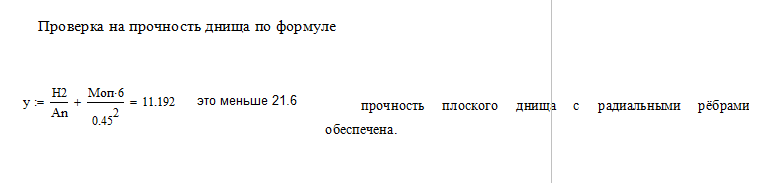 Проверка на прочность днища по формуле
y := H2/An + Mоп·6/0.45² = 11.192 это меньше 21.6
прочность плоского днища с радиальными рёбрами
обеспечена.